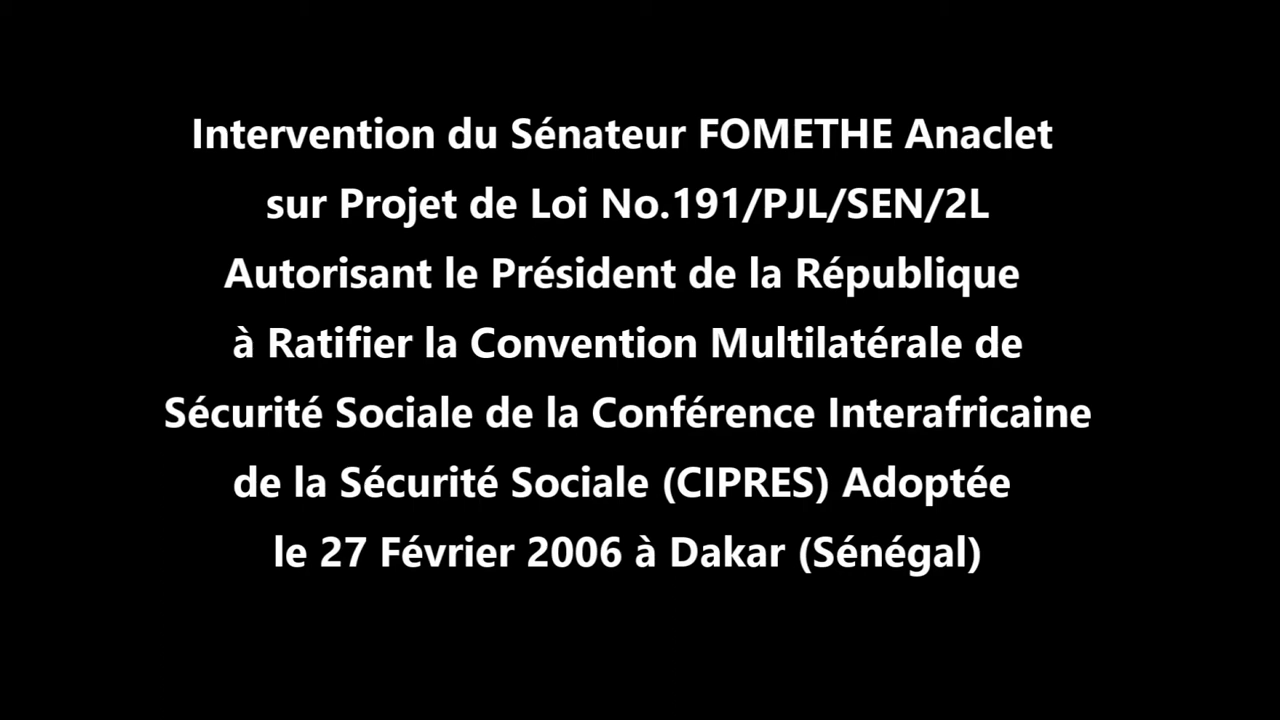 Intervention du Sénateur FOMETHE Anaclet
sur Projet de Loi No.191/PJL/SEN/2L
Autorisant le Président de la République
à Ratifier la Convention Multilatérale de
Sécurité Sociale de la Conférence Interafricaine
de la Sécurité Sociale (CIPRES) Adoptée
le 27 Février 2006 à Dakar (Sénégal)